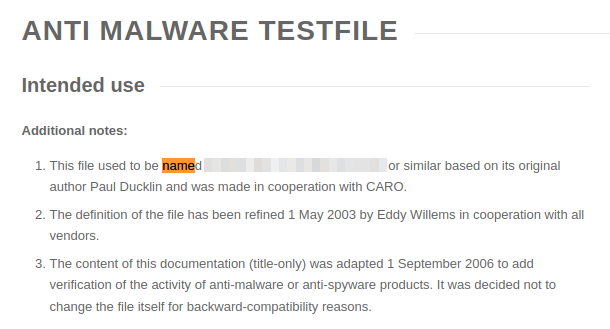 ANTI MALWARE TESTFILE
Intended use
Additional notes:
1. This file used to be named or similar based on its original
author Paul Ducklin and was made in cooperation with CARO.
2. The definition of the file has been refined 1 May 2003 by Eddy Willems in cooperation with all
vendors.
3. The content of this documentation (title-only) was adapted 1 September 2006 to add
verification of the activity of anti-malware or anti-spyware products. It was decided not to
change the file itself for backward-compatibility reasons.